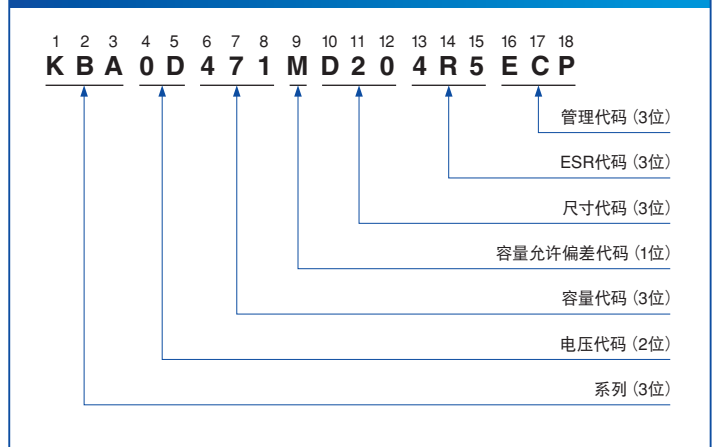 1 2 3 4 5 6 7 8 9 10 11 12 13 14 15 16 17 18
K B A 0 D 4 7 1 M D 2 0 4 R 5 E C P
管理代码 (3位)
ESR代码 (3位)
尺寸代码 (3位)
容量允许偏差代码 (1位)
容量代码 (3位)
电压代码 (2位)
系列 (3位)